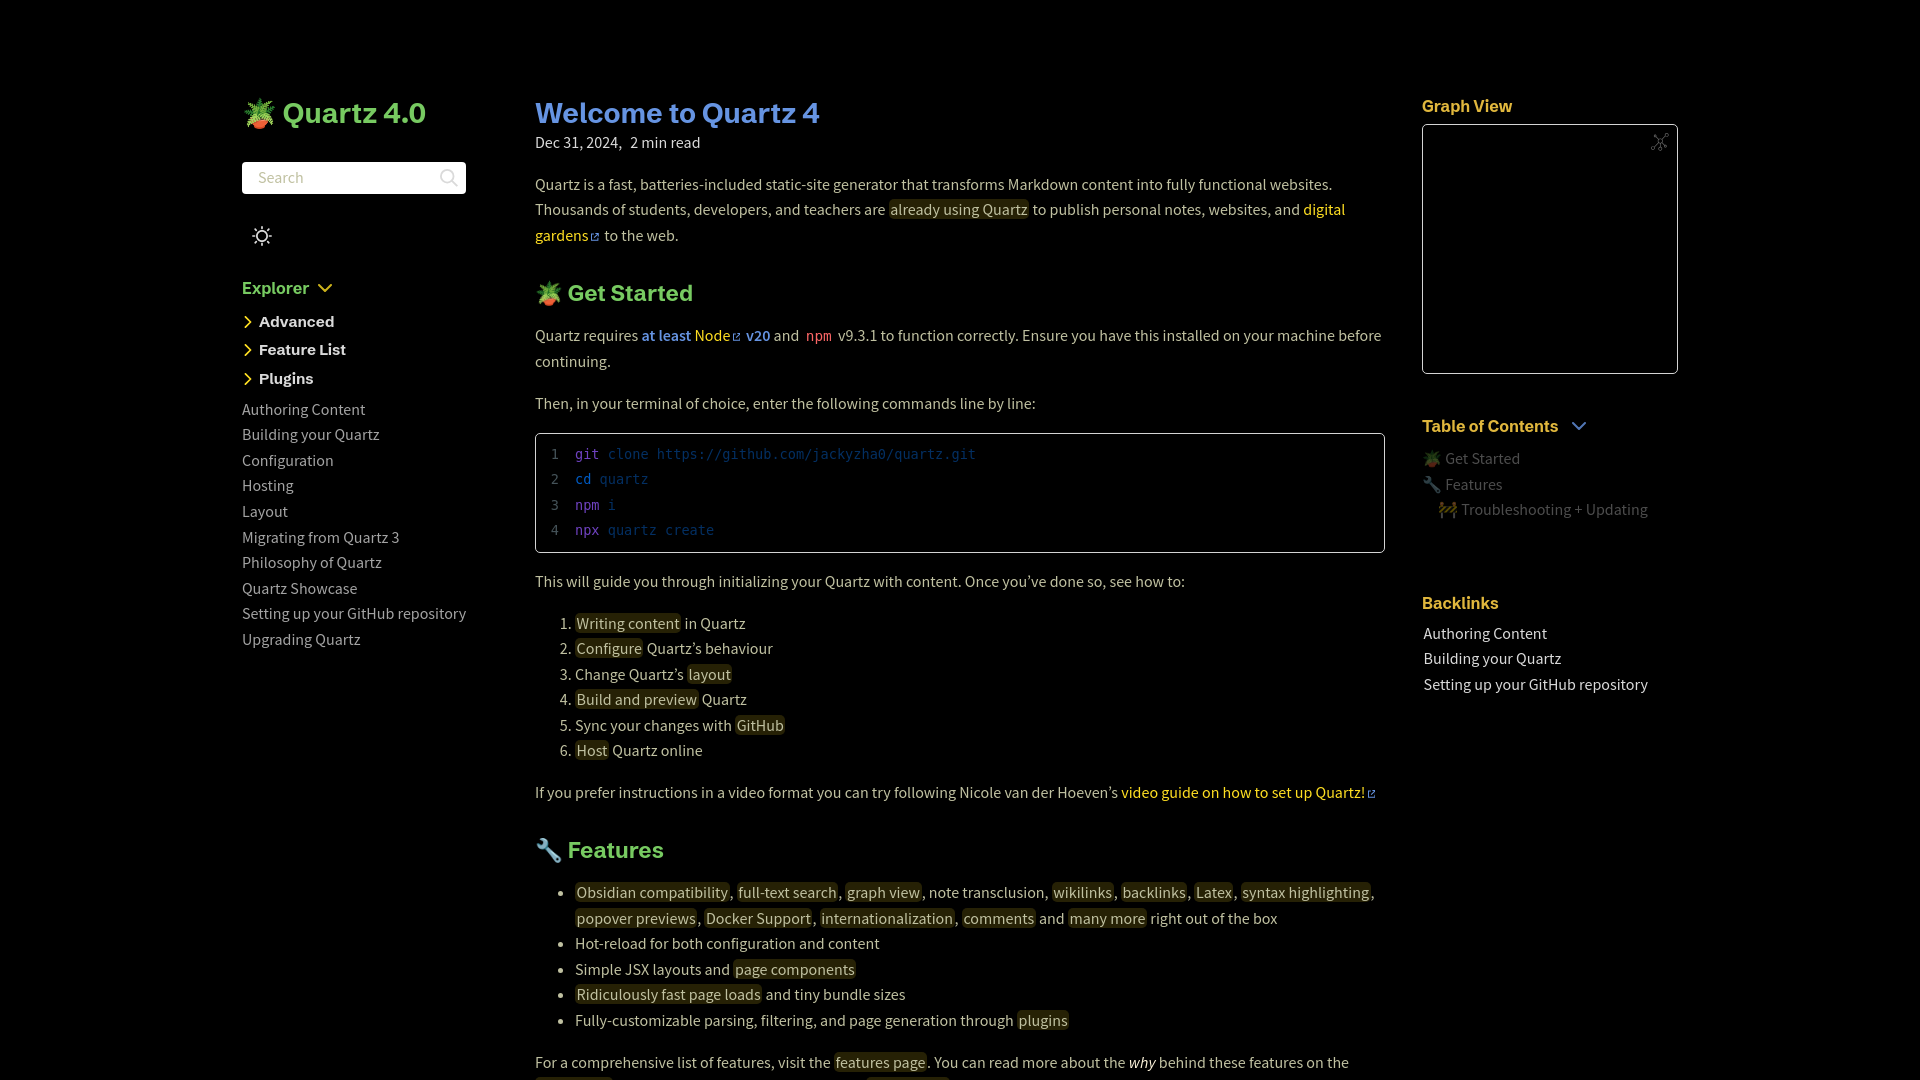 🪴 Quartz 4.0
Search
Explorer
Advanced
Feature List
Plugins
Authoring Content
Building your Quartz
Configuration
Hosting
Layout
Migrating from Quartz 3
Philosophy of Quartz
Quartz Showcase
Setting up your GitHub repository
Upgrading Quartz
Welcome to Quartz 4
Dec 31, 2024, 2 min read
Quartz is a fast, batteries-included static-site generator that transforms Markdown content into fully functional websites.
Thousands of students, developers, and teachers are already using Quartz to publish personal notes, websites, and digital
gardens to the web.
🪴 Get Started
Quartz requires at least Node v20 and npm v9.3.1 to function correctly. Ensure you have this installed on your machine before
continuing.
Then, in your terminal of choice, enter the following commands line by line:
1 git clone https://github.com/jackyzha0/quartz.git
2 cd quartz
3 npm i
4 npx quartz create
This will guide you through initializing your Quartz with content. Once you’ve done so, see how to:
1. Writing content in Quartz
2. Configure Quartz’s behaviour
3. Change Quartz’s layout
4. Build and preview Quartz
5. Sync your changes with GitHub
6. Host Quartz online
If you prefer instructions in a video format you can try following Nicole van der Hoeven’s video guide on how to set up Quartz!
🔧 Features
• Obsidian compatibility, full-text search, graph view, note transclusion, wikilinks, backlinks, Latex, syntax highlighting,
popover previews, Docker Support, internationalization, comments and many more right out of the box
• Hot-reload for both configuration and content
• Simple JSX layouts and page components
• Ridiculously fast page loads and tiny bundle sizes
• Fully-customizable parsing, filtering, and page generation through plugins
For a comprehensive list of features, visit the features page. You can read more about the why behind these features on the
Graph View
Table of Contents
🪴 Get Started
🔧 Features
🚧 Troubleshooting + Updating
Backlinks
Authoring Content
Building your Quartz
Setting up your GitHub repository